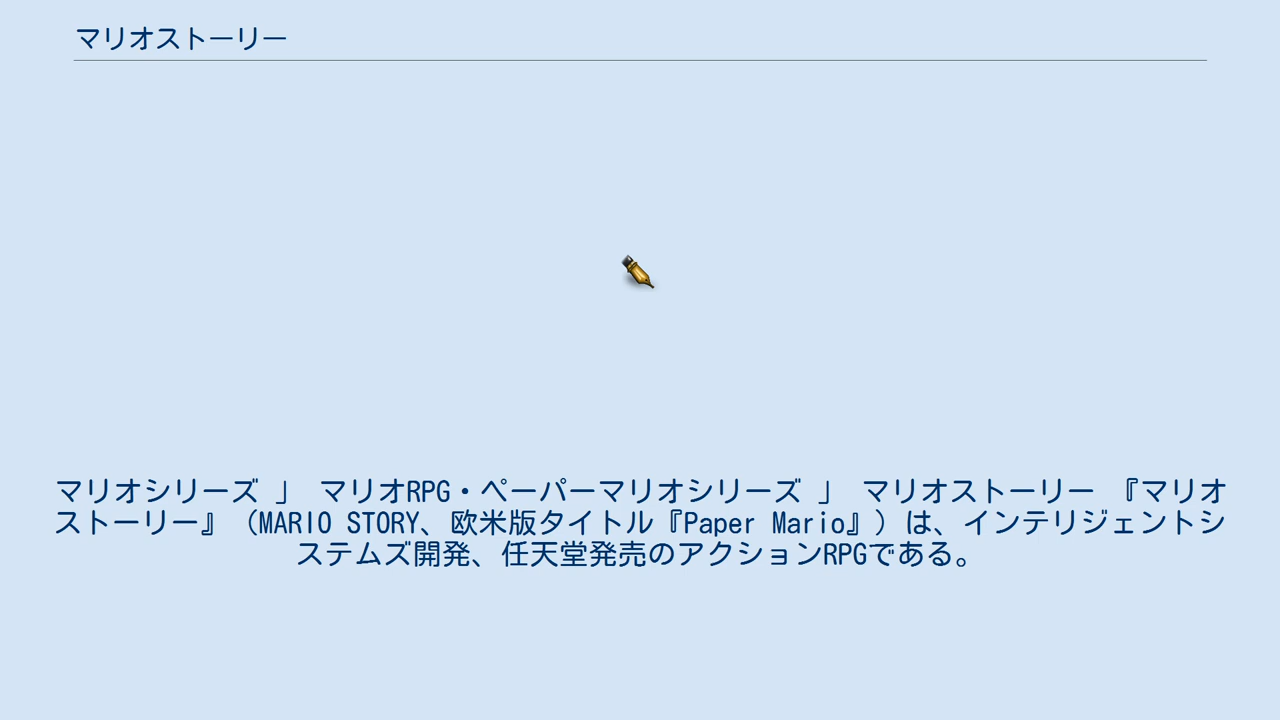 マリオストーリー
マリオシリーズ 」 マリオRPG・ペーパーマリオシリーズ 」 マリオストーリー 『マリオ
ストーリー』（MARIO STORY、欧米版タイトル『Paper Mario』）は、インテリジェントシ
ステムズ開発、任天堂発売のアクションRPGである。